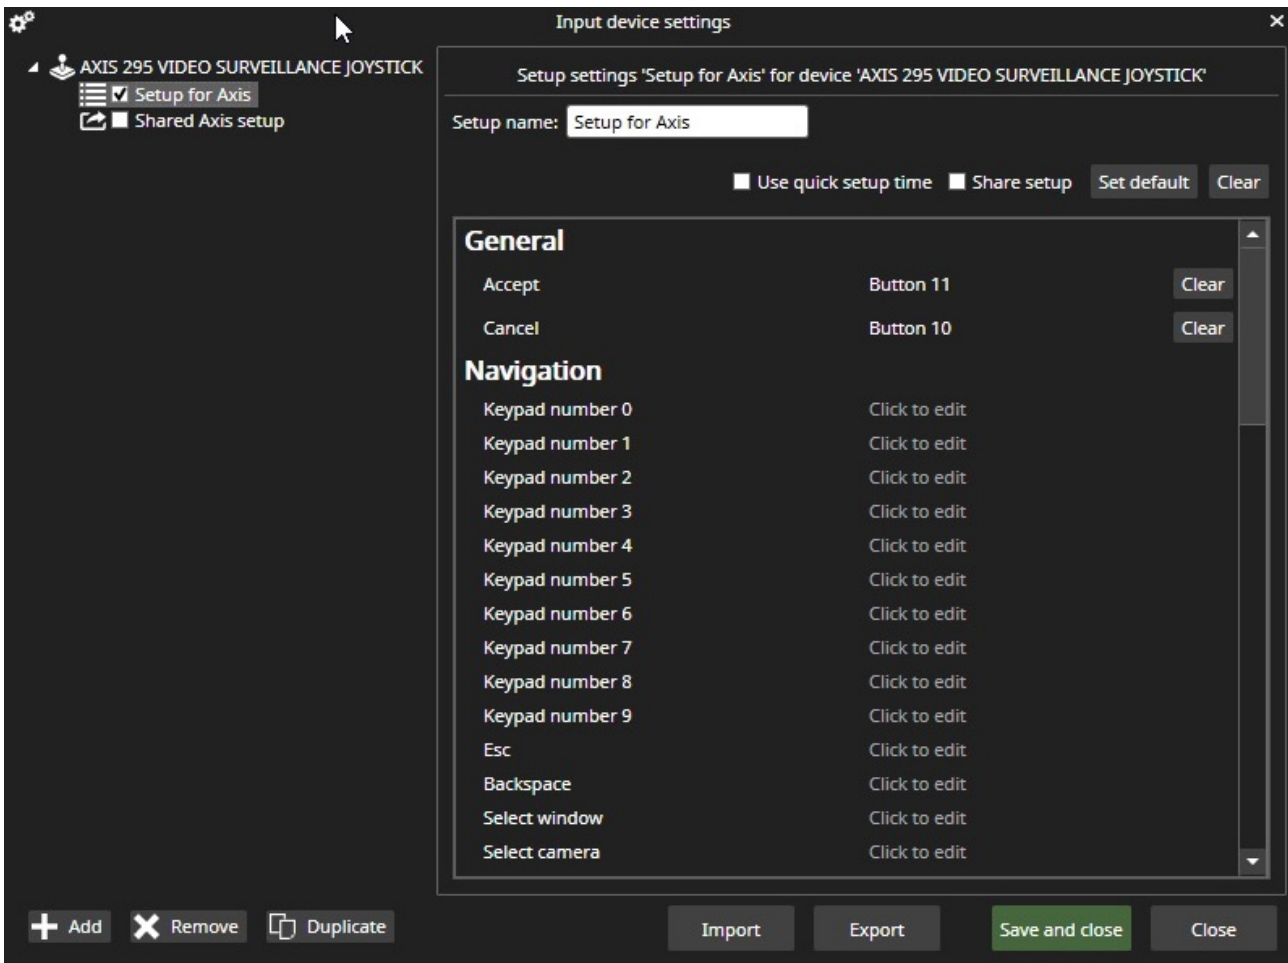 Input device settings
AXIS 295 VIDEO SURVEILLANCE JOYSTICK
Setup for Axis
Shared Axis setup
Setup settings 'Setup for Axis' for device 'AXIS 295 VIDEO SURVEILLANCE JOYSTICK'
Setup name: Setup for Axis
Use quick setup time Share setup Set default Clear
General
Accept Button 11 Clear
Cancel Button 10 Clear
Navigation
Keypad number 0 Click to edit
Keypad number 1 Click to edit
Keypad number 2 Click to edit
Keypad number 3 Click to edit
Keypad number 4 Click to edit
Keypad number 5 Click to edit
Keypad number 6 Click to edit
Keypad number 7 Click to edit
Keypad number 8 Click to edit
Keypad number 9 Click to edit
Esc Click to edit
Backspace Click to edit
Select window Click to edit
Select camera Click to edit
Add Remove Duplicate Import Export Save and close Close